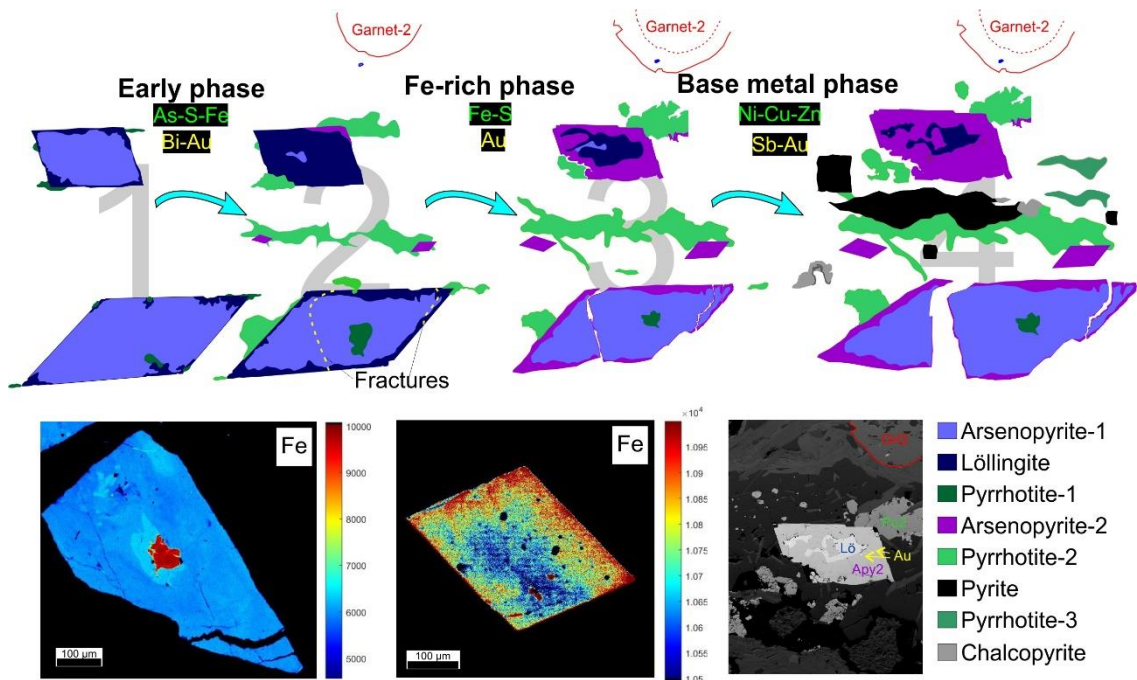 Garnet-2
Garnet-2
Garnet-2
Early phase
As-S-Fe
Bi-Au
Fe-rich phase
Fe-S
Au
Base metal phase
Ni-Cu-Zn
Sb-Au
1
2
3
4
Fractures
Fe
10000
9000
8000
7000
6000
5000
100 µm
Fe
×10⁴
1.095
1.09
1.085
1.08
1.075
1.07
1.065
1.06
1.055
1.05
100 µm
Lö
Au
Apy2
Arsenopyrite-1
Löllingite
Pyrrhotite-1
Arsenopyrite-2
Pyrrhotite-2
Pyrite
Pyrrhotite-3
Chalcopyrite